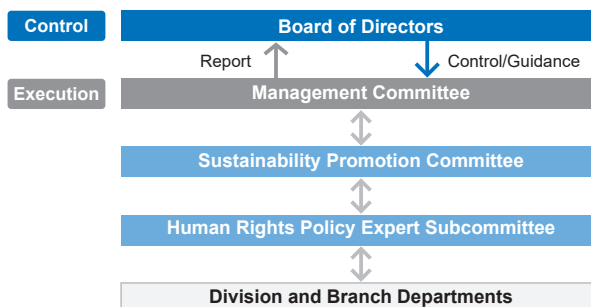 Control
Board of Directors
Report
Control/Guidance
Execution
Management Committee
Sustainability Promotion Committee
Human Rights Policy Expert Subcommittee
Division and Branch Departments